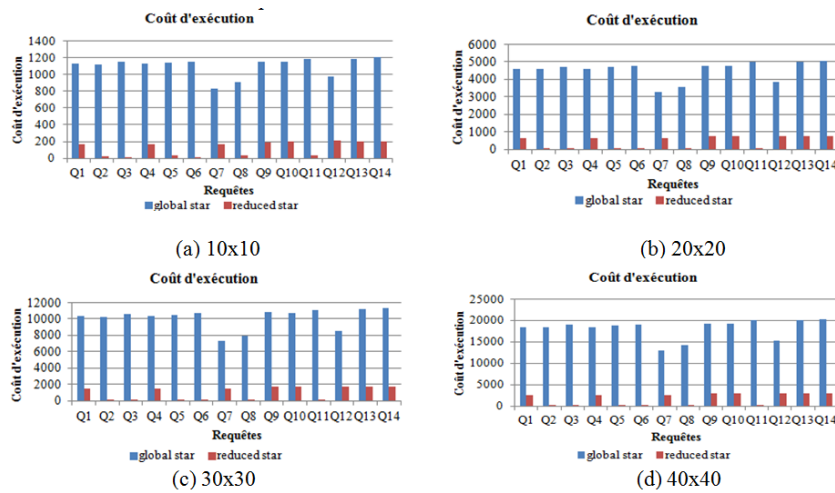 Coût d'exécution
Coût d'exécution
1400
1200
1000
800
600
400
200
0
Q1 Q2 Q3 Q4 Q5 Q6 Q7 Q8 Q9 Q10 Q11 Q12 Q13 Q14
Requêtes
global star reduced star
(a) 10x10
Coût d'exécution
Coût d'exécution
6000
5000
4000
3000
2000
1000
0
Q1 Q2 Q3 Q4 Q5 Q6 Q7 Q8 Q9 Q10 Q11 Q12 Q13 Q14
Requêtes
global star reduced star
(b) 20x20
Coût d'exécution
Coût d'exécution
12000
10000
8000
6000
4000
2000
0
Q1 Q2 Q3 Q4 Q5 Q6 Q7 Q8 Q9 Q10 Q11 Q12 Q13 Q14
Requêtes
global star reduced star
(c) 30x30
Coût d'exécution
Coût d'exécution
25000
20000
15000
10000
5000
0
Q1 Q2 Q3 Q4 Q5 Q6 Q7 Q8 Q9 Q10 Q11 Q12 Q13 Q14
Requêtes
global star reduced star
(d) 40x40